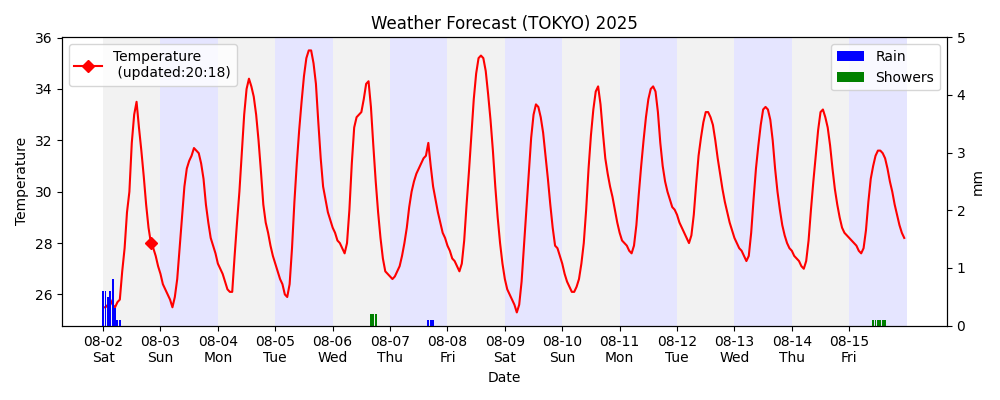 Weather Forecast (TOKYO) 2025
Temperature
(updated:20:18)
Rain
Showers
Temperature
36
34
32
30
28
26
5
4
3
2
1
0
mm
08-02 08-03 08-04 08-05 08-06 08-07 08-08 08-09 08-10 08-11 08-12 08-13 08-14 08-15
Sat Sun Mon Tue Wed Thu Fri Sat Sun Mon Tue Wed Thu Fri
Date